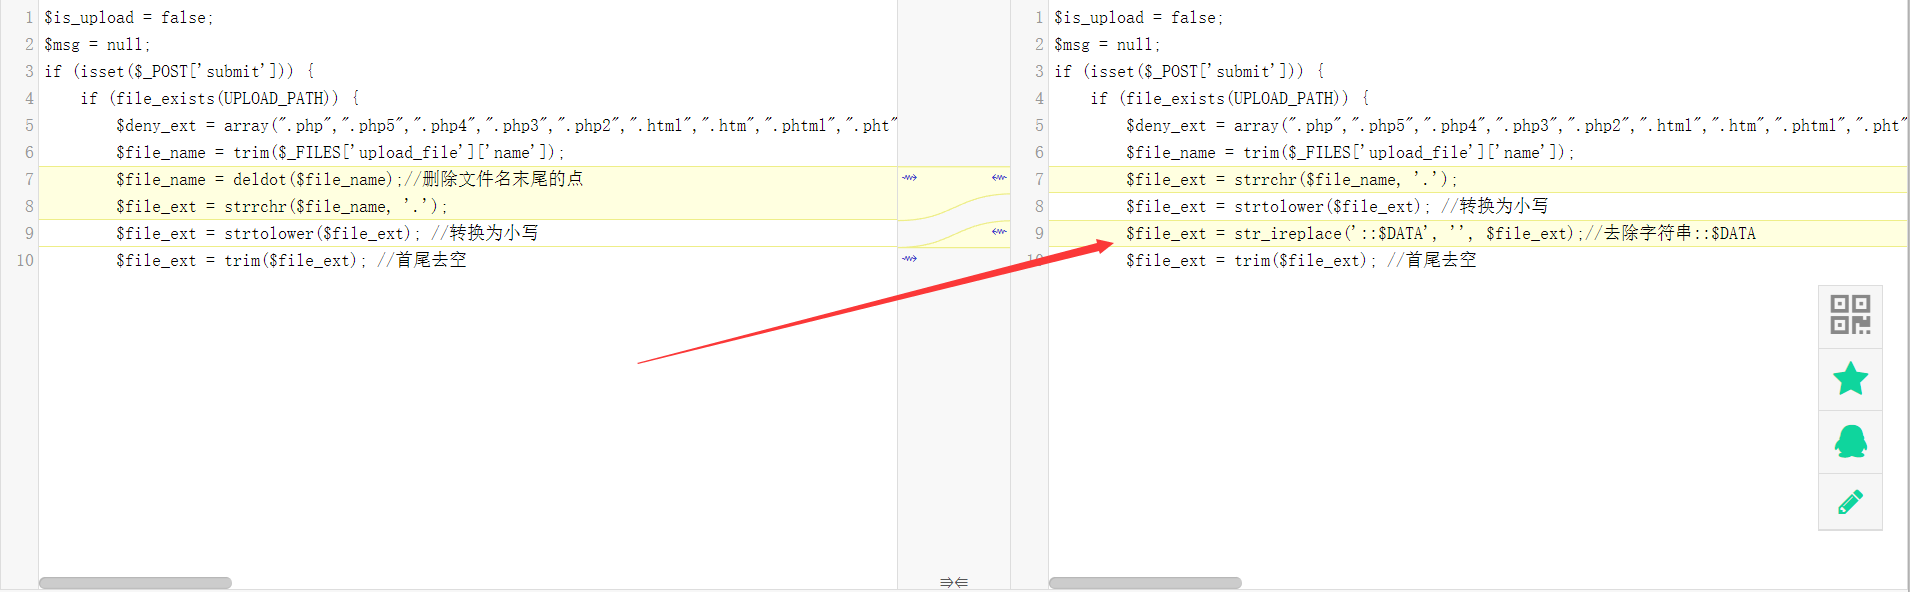 1 $is_upload = false;
2 $msg = null;
3 if (isset($_POST['submit'])) {
4 if (file_exists(UPLOAD_PATH)) {
5 $deny_ext = array(".php",".php5",".php4",".php3",".php2",".html",".htm",".phtml",".pht"
6 $file_name = trim($_FILES['upload_file']['name']);
7 $file_name = deldot($file_name);//删除文件名末尾的点
8 $file_ext = strrchr($file_name, '.');
9 $file_ext = strtolower($file_ext); //转换为小写
10 $file_ext = trim($file_ext); //首尾去空
1 $is_upload = false;
2 $msg = null;
3 if (isset($_POST['submit'])) {
4 if (file_exists(UPLOAD_PATH)) {
5 $deny_ext = array(".php",".php5",".php4",".php3",".php2",".html",".htm",".phtml",".pht"
6 $file_name = trim($_FILES['upload_file']['name']);
7 $file_ext = strrchr($file_name, '.');
8 $file_ext = strtolower($file_ext); //转换为小写
9 $file_ext = str_ireplace('::$DATA', '', $file_ext);//去除字符串::$DATA
10 $file_ext = trim($file_ext); //首尾去空